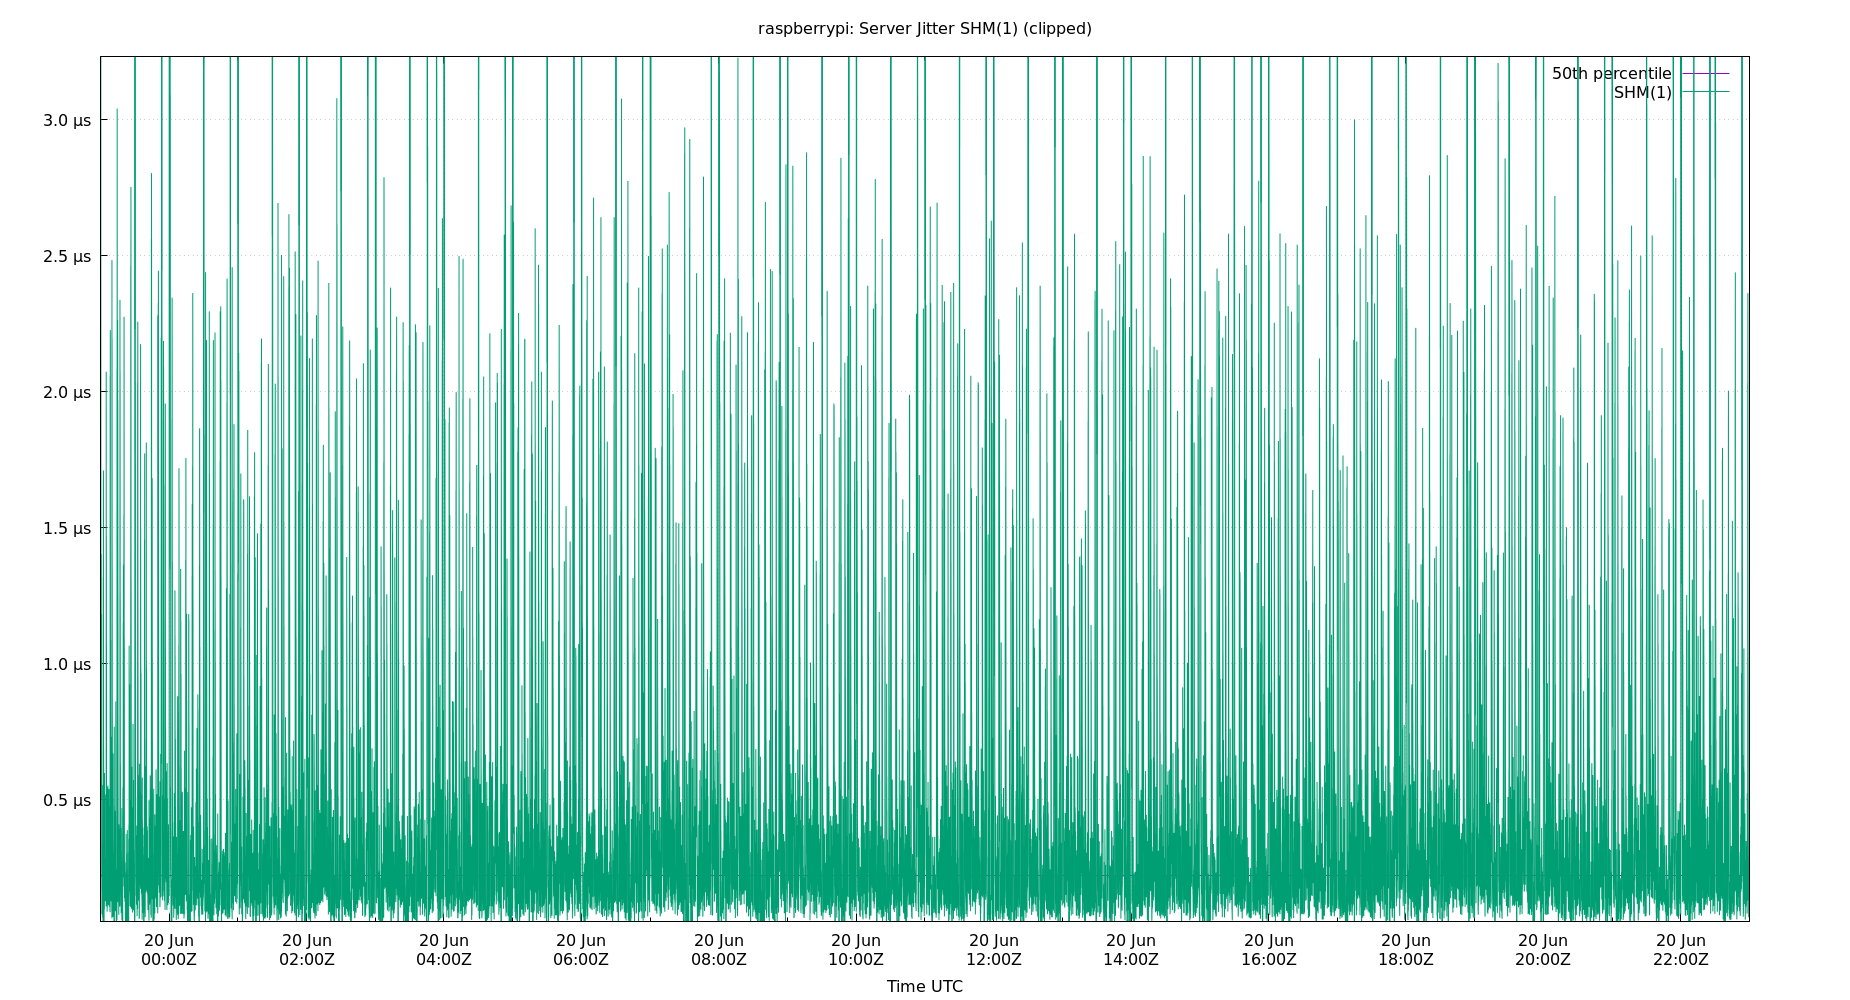 raspberrypi: Server Jitter SHM(1) (clipped)
50th percentile
SHM(1)
3.0 µs
2.5 µs
2.0 µs
1.5 µs
1.0 µs
0.5 µs
20 Jun 20 Jun 20 Jun 20 Jun 20 Jun 20 Jun 20 Jun 20 Jun 20 Jun 20 Jun 20 Jun 20 Jun
00:00Z 02:00Z 04:00Z 06:00Z 08:00Z 10:00Z 12:00Z 14:00Z 16:00Z 18:00Z 20:00Z 22:00Z
Time UTC